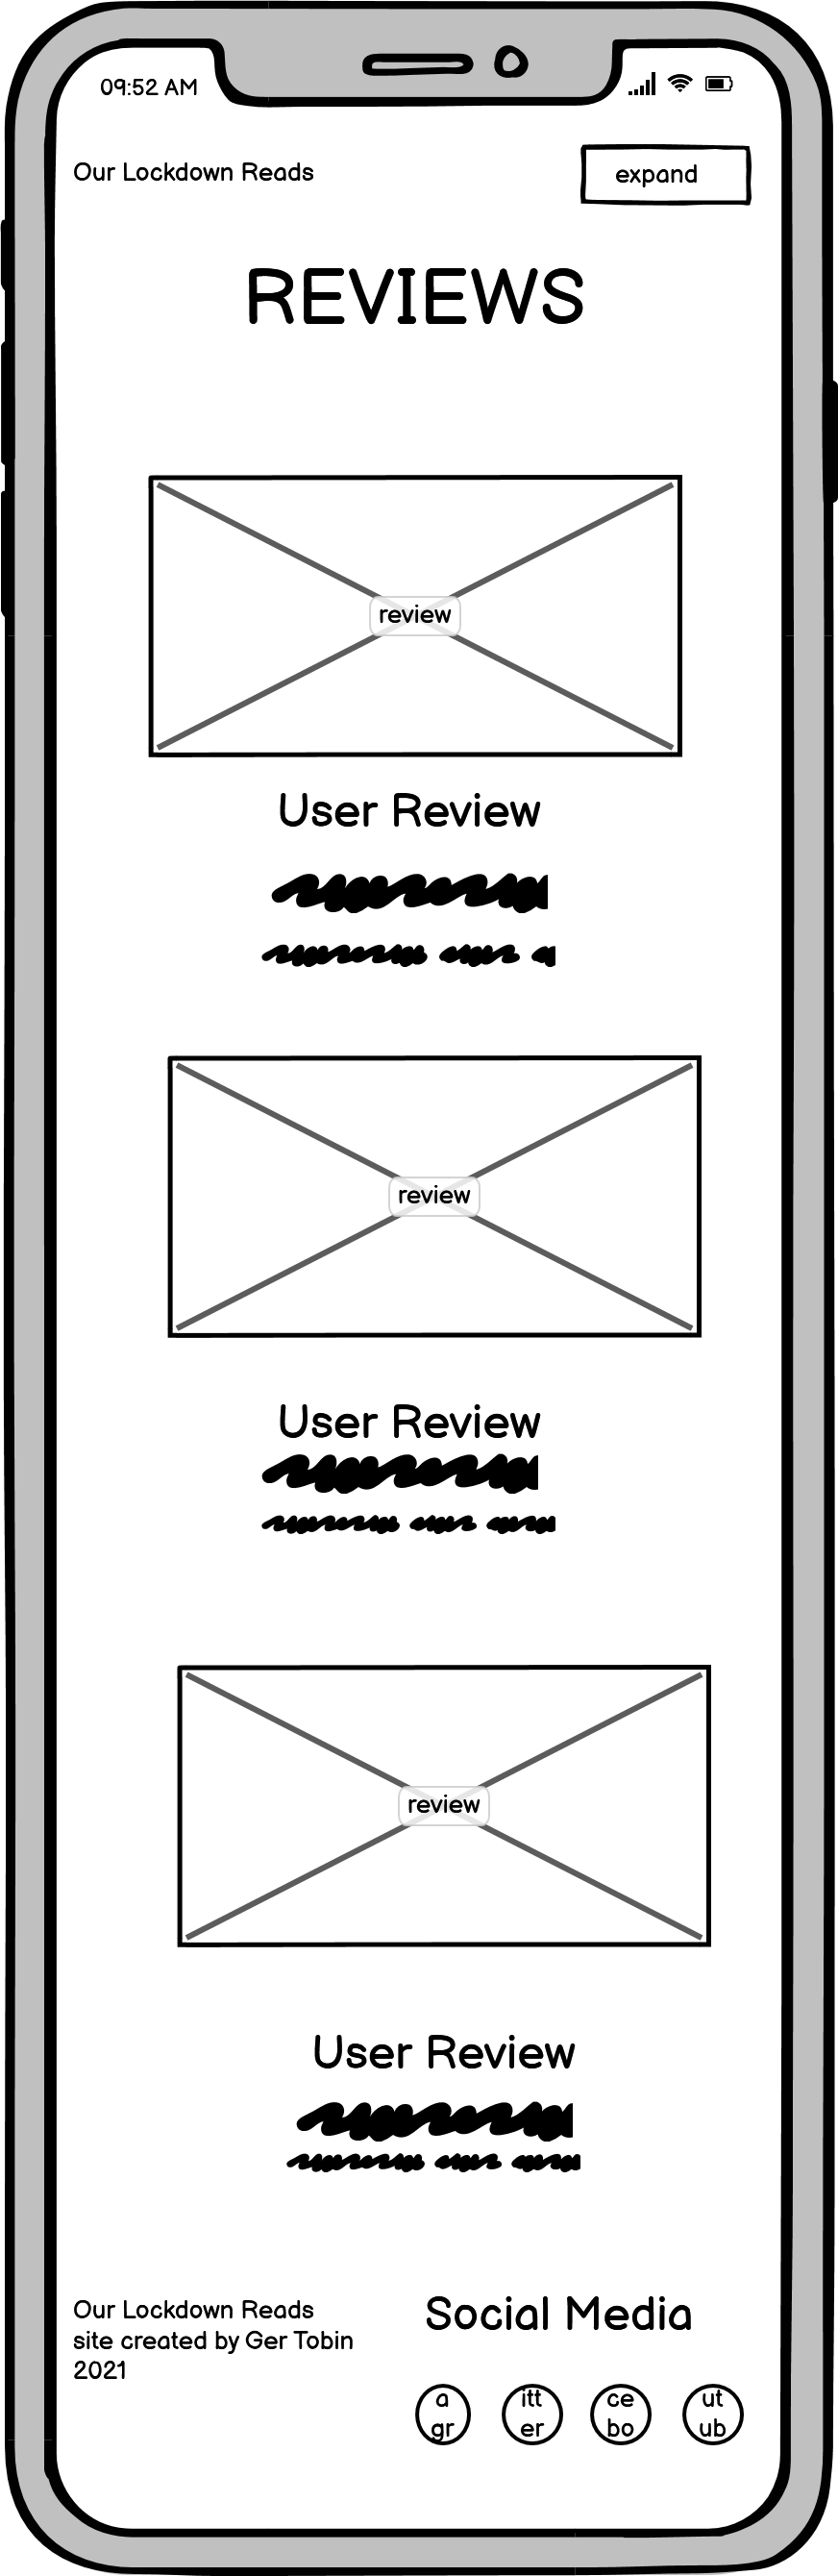 09:52 AM
Our Lockdown Reads
expand
REVIEWS
review
User Review
review
User Review
review
User Review
Our Lockdown Reads
site created by Ger Tobin
2021
Social Media
a
gr
itt
er
ce
bo
ut
ub